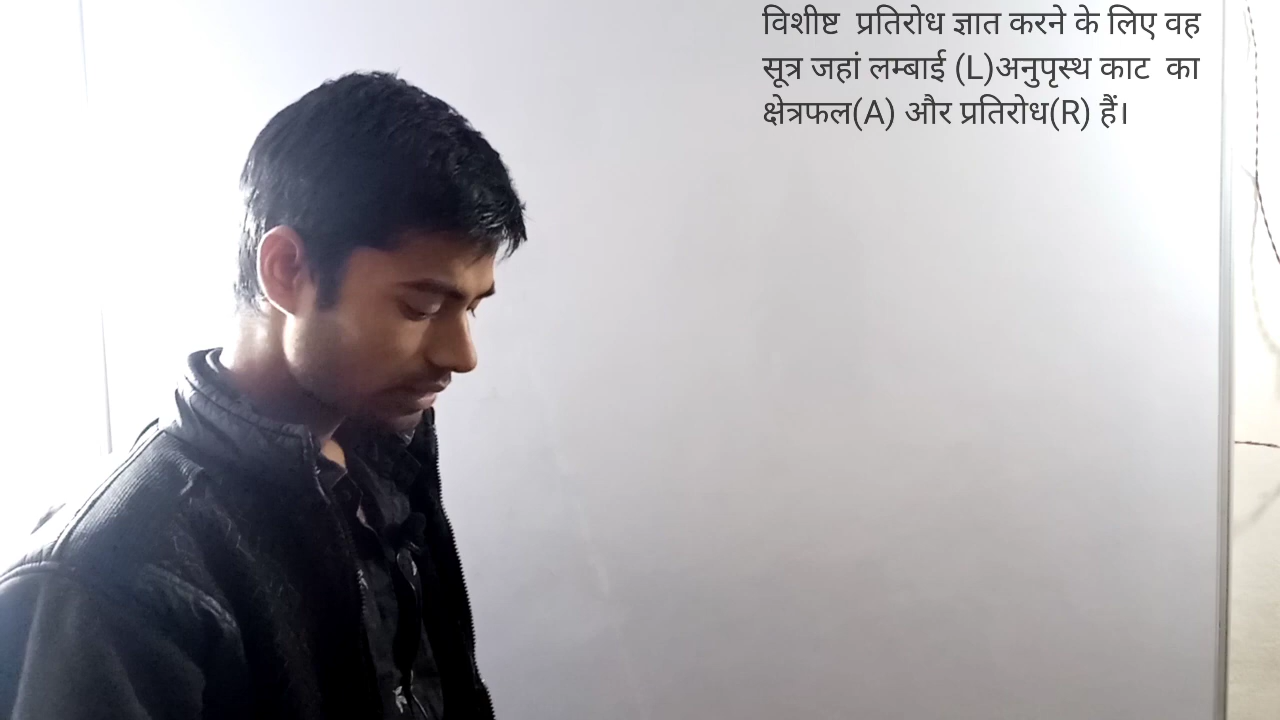 विशीष्ट प्रतिरोध ज्ञात करने के लिए वह
सूत्र जहां लम्बाई (L)अनुपृस्थ काट का
क्षेत्रफल(A) और प्रतिरोध(R) हैं।